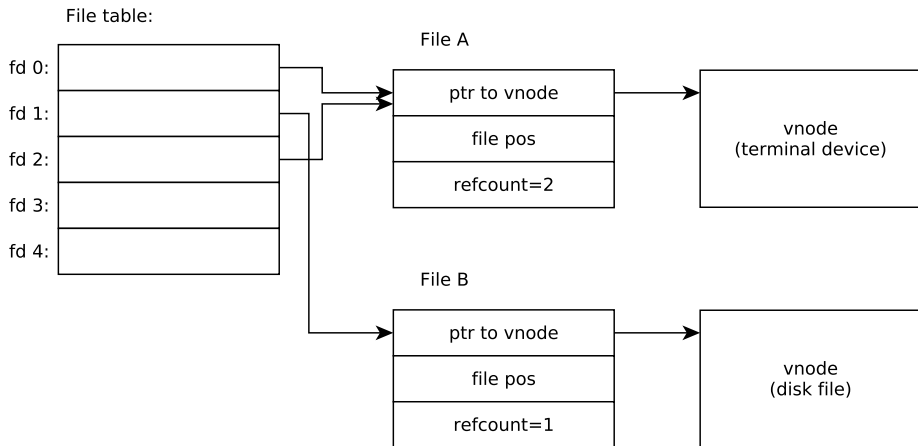 File table:
fd 0:
fd 1:
fd 2:
fd 3:
fd 4:
File A
ptr to vnode
file pos
refcount=2
vnode
(terminal device)
File B
ptr to vnode
file pos
refcount=1
vnode
(disk file)